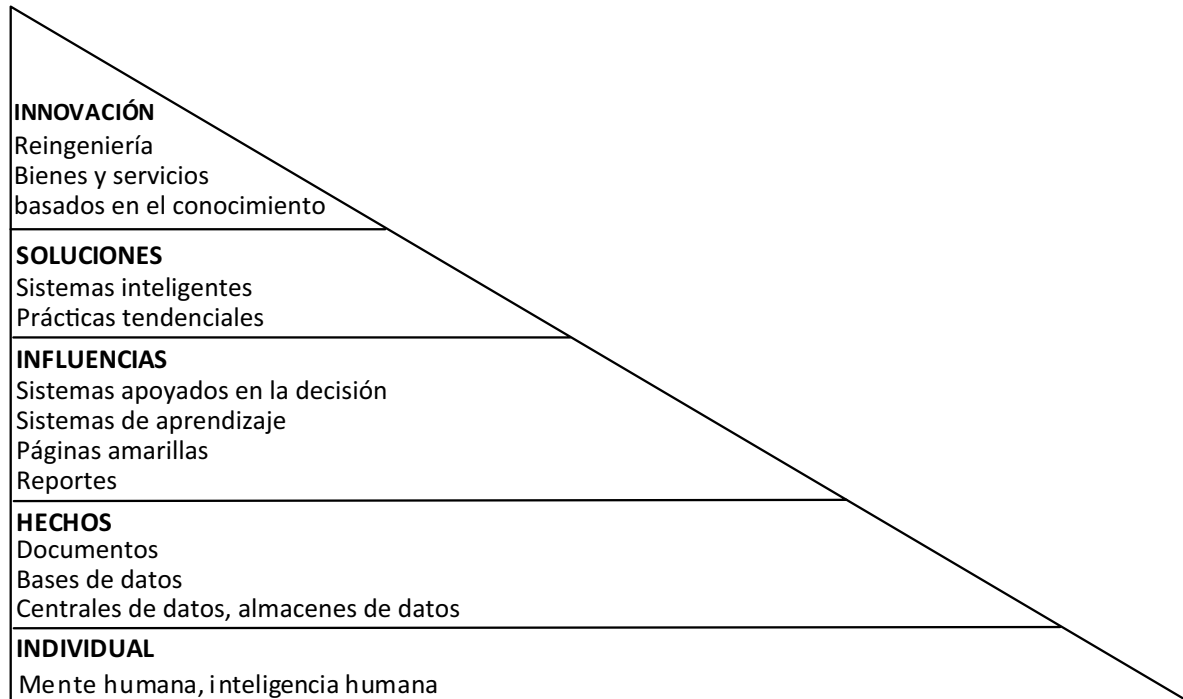 INNOVACIÓN
Reingeniería
Bienes y servicios
basados en el conocimiento
SOLUCIONES
Sistemas inteligentes
Prácticas tendenciales
INFLUENCIAS
Sistemas apoyados en la decisión
Sistemas de aprendizaje
Páginas amarillas
Reportes
HECHOS
Documentos
Bases de datos
Centrales de datos, almacenes de datos
INDIVIDUAL
Mente humana, inteligencia humana